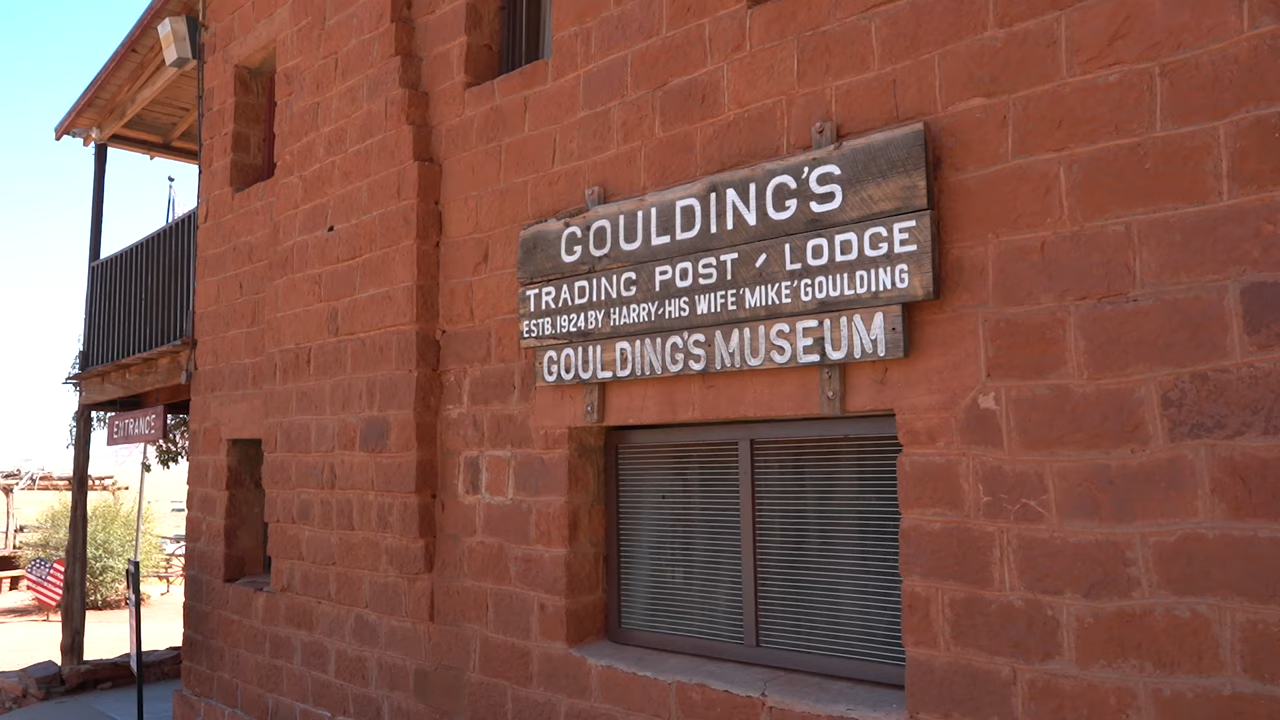 GOULDING'S
TRADING POST / LODGE
ESTB. 1924 BY HARRY-HIS WIFE 'MIKE' GOULDING
GOULDING'S MUSEUM
ENTRANCE